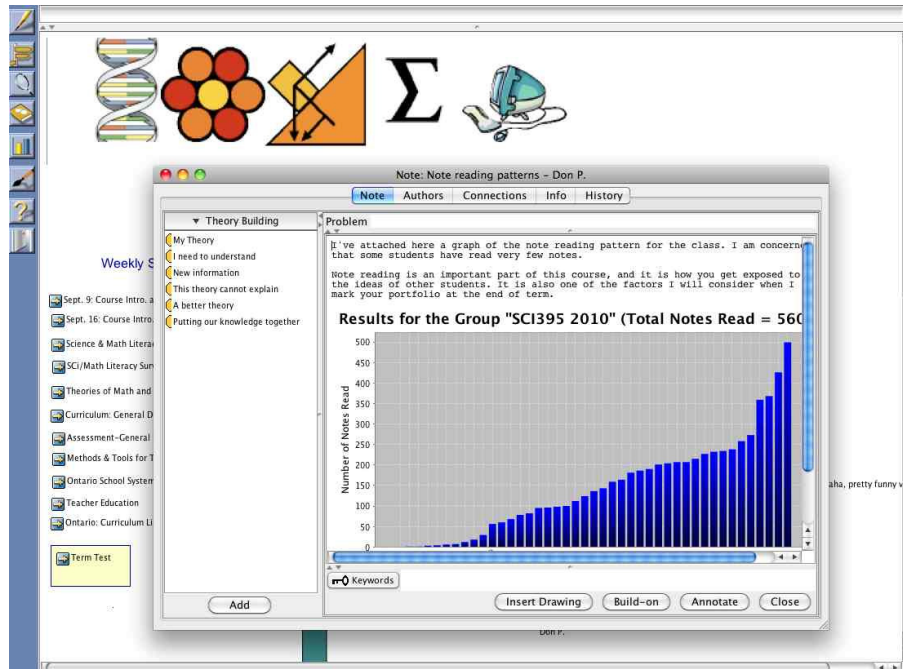 Σ
Note: Note reading patterns - Don P.
Note Authors Connections Info History
Theory Building
My Theory
I need to understand
New information
This theory cannot explain
A better theory
Putting our knowledge together
Add
Problem
I've attached here a graph of the note reading pattern for the class. I am
that some students have read very few notes.
Note reading is an important part of this course, and it is how you get exposed to
the ideas of other students. It is also one of the factors I will consider when I
mark your portfolio at the end of term.
Results for the Group "SCI395 2010" (Total Notes Read = 560
Number of Notes Read
500
450
400
350
300
250
200
150
100
50
0
Keywords
Insert Drawing Build-on Annotate Close
Weekly S
Sept. 9: Course Intro. a
Sept. 16: Course Intro.
Science & Math Litera
SCi/Math Literacy Sur
Theories of Math and
Curriculum: General D
Assessment-General
Methods & Tools for T
Ontario School System
Teacher Education
Ontario: Curriculum Li
Term Test
aha, pretty funny v
Don P.